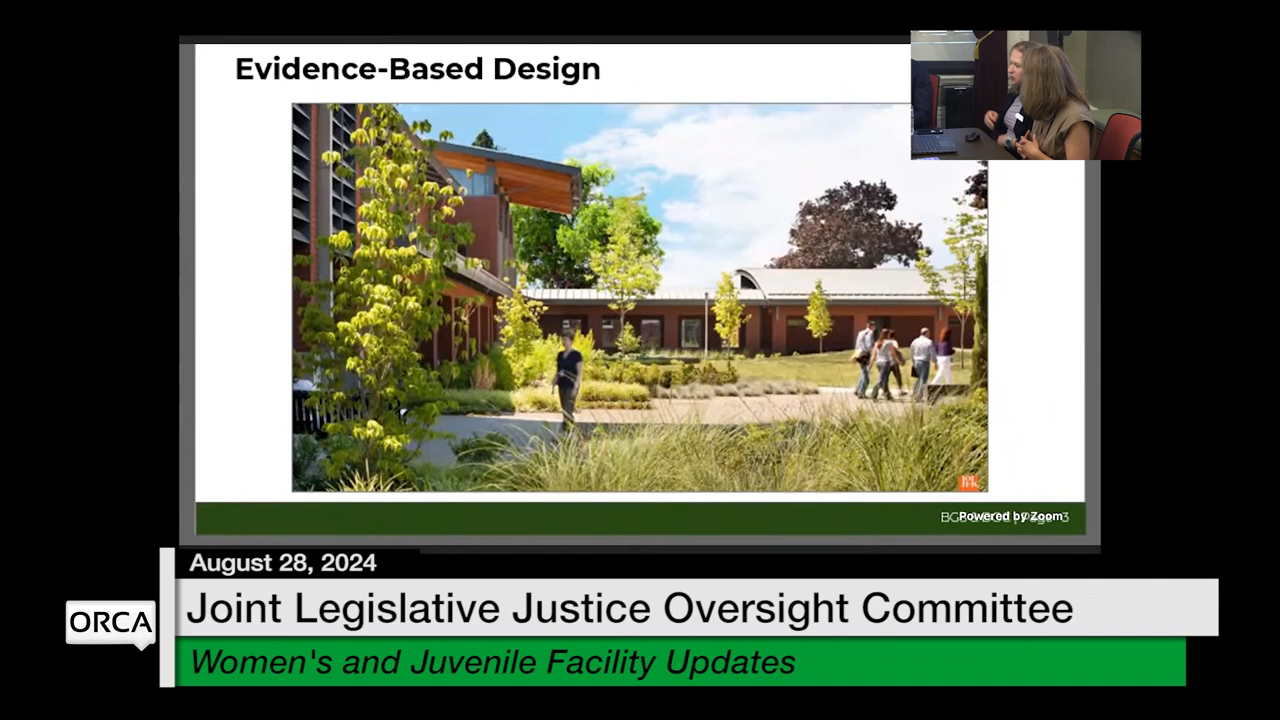 Evidence-Based Design
Powered by Zoom
August 28, 2024
Joint Legislative Justice Oversight Committee
ORCA
Women's and Juvenile Facility Updates